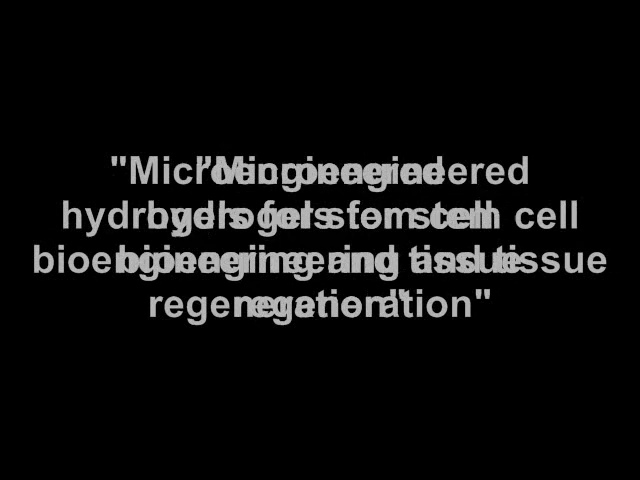 "Microengineered
hydrogels for stem cell
bioengineering and tissue
regeneration"